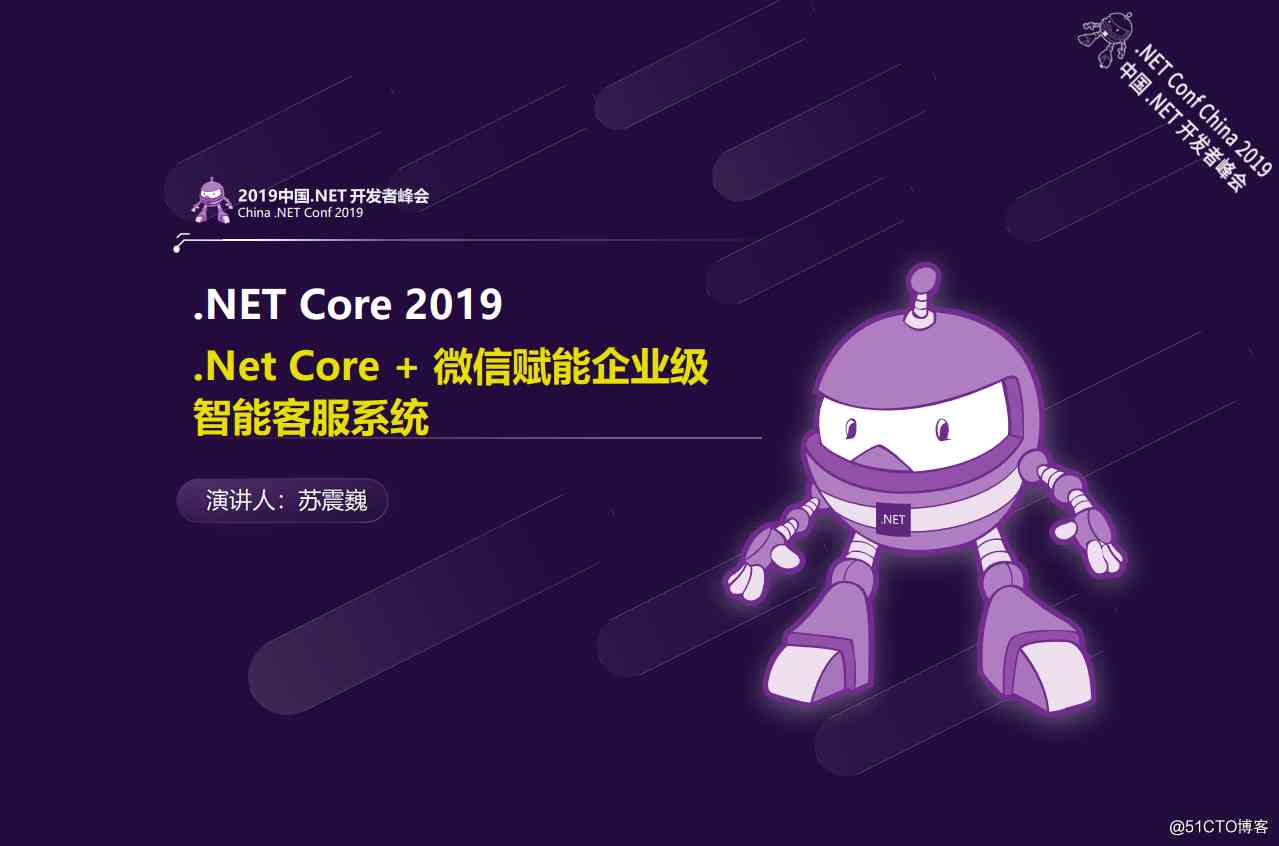 .NET Conf China 2019
中国 .NET 开发者峰会
2019中国.NET 开发者峰会
China .NET Conf 2019
.NET Core 2019
.Net Core + 微信赋能企业级
智能客服系统
演讲人：苏震巍
.NET
@51CTO博客